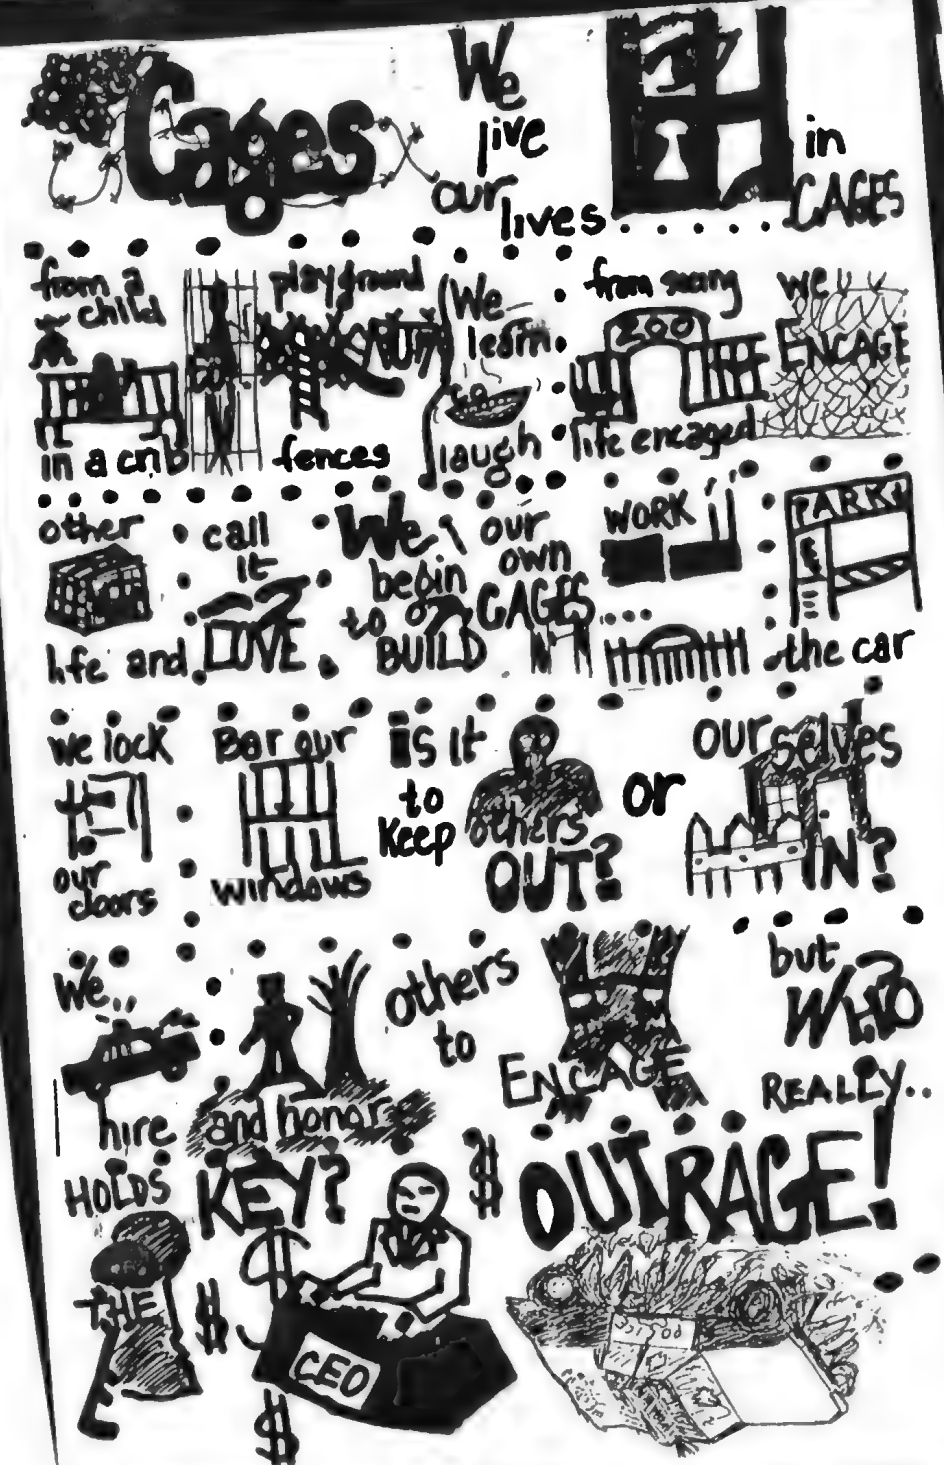 Cages
We
live
our
lives
in
CAGES
from a
child
in a crib
playground
fences
We
learn
to
laugh
from seeing
ZOO
life encaged
we
ENCAGE
other
life and
call
it
LOVE
We
begin
to
BUILD
our
own
CAGES...
WORK
PARK
the car
we lock
our
doors
Bar our
windows
is it
to
Keep
others
OUT?
or
ourselves
IN?
We..
hire
and honor
others
to
ENCAGE
but
WHO
REALLY..
HOLDS
THE
KEY?
$
$
$
$
CEO
OUTRAGE!